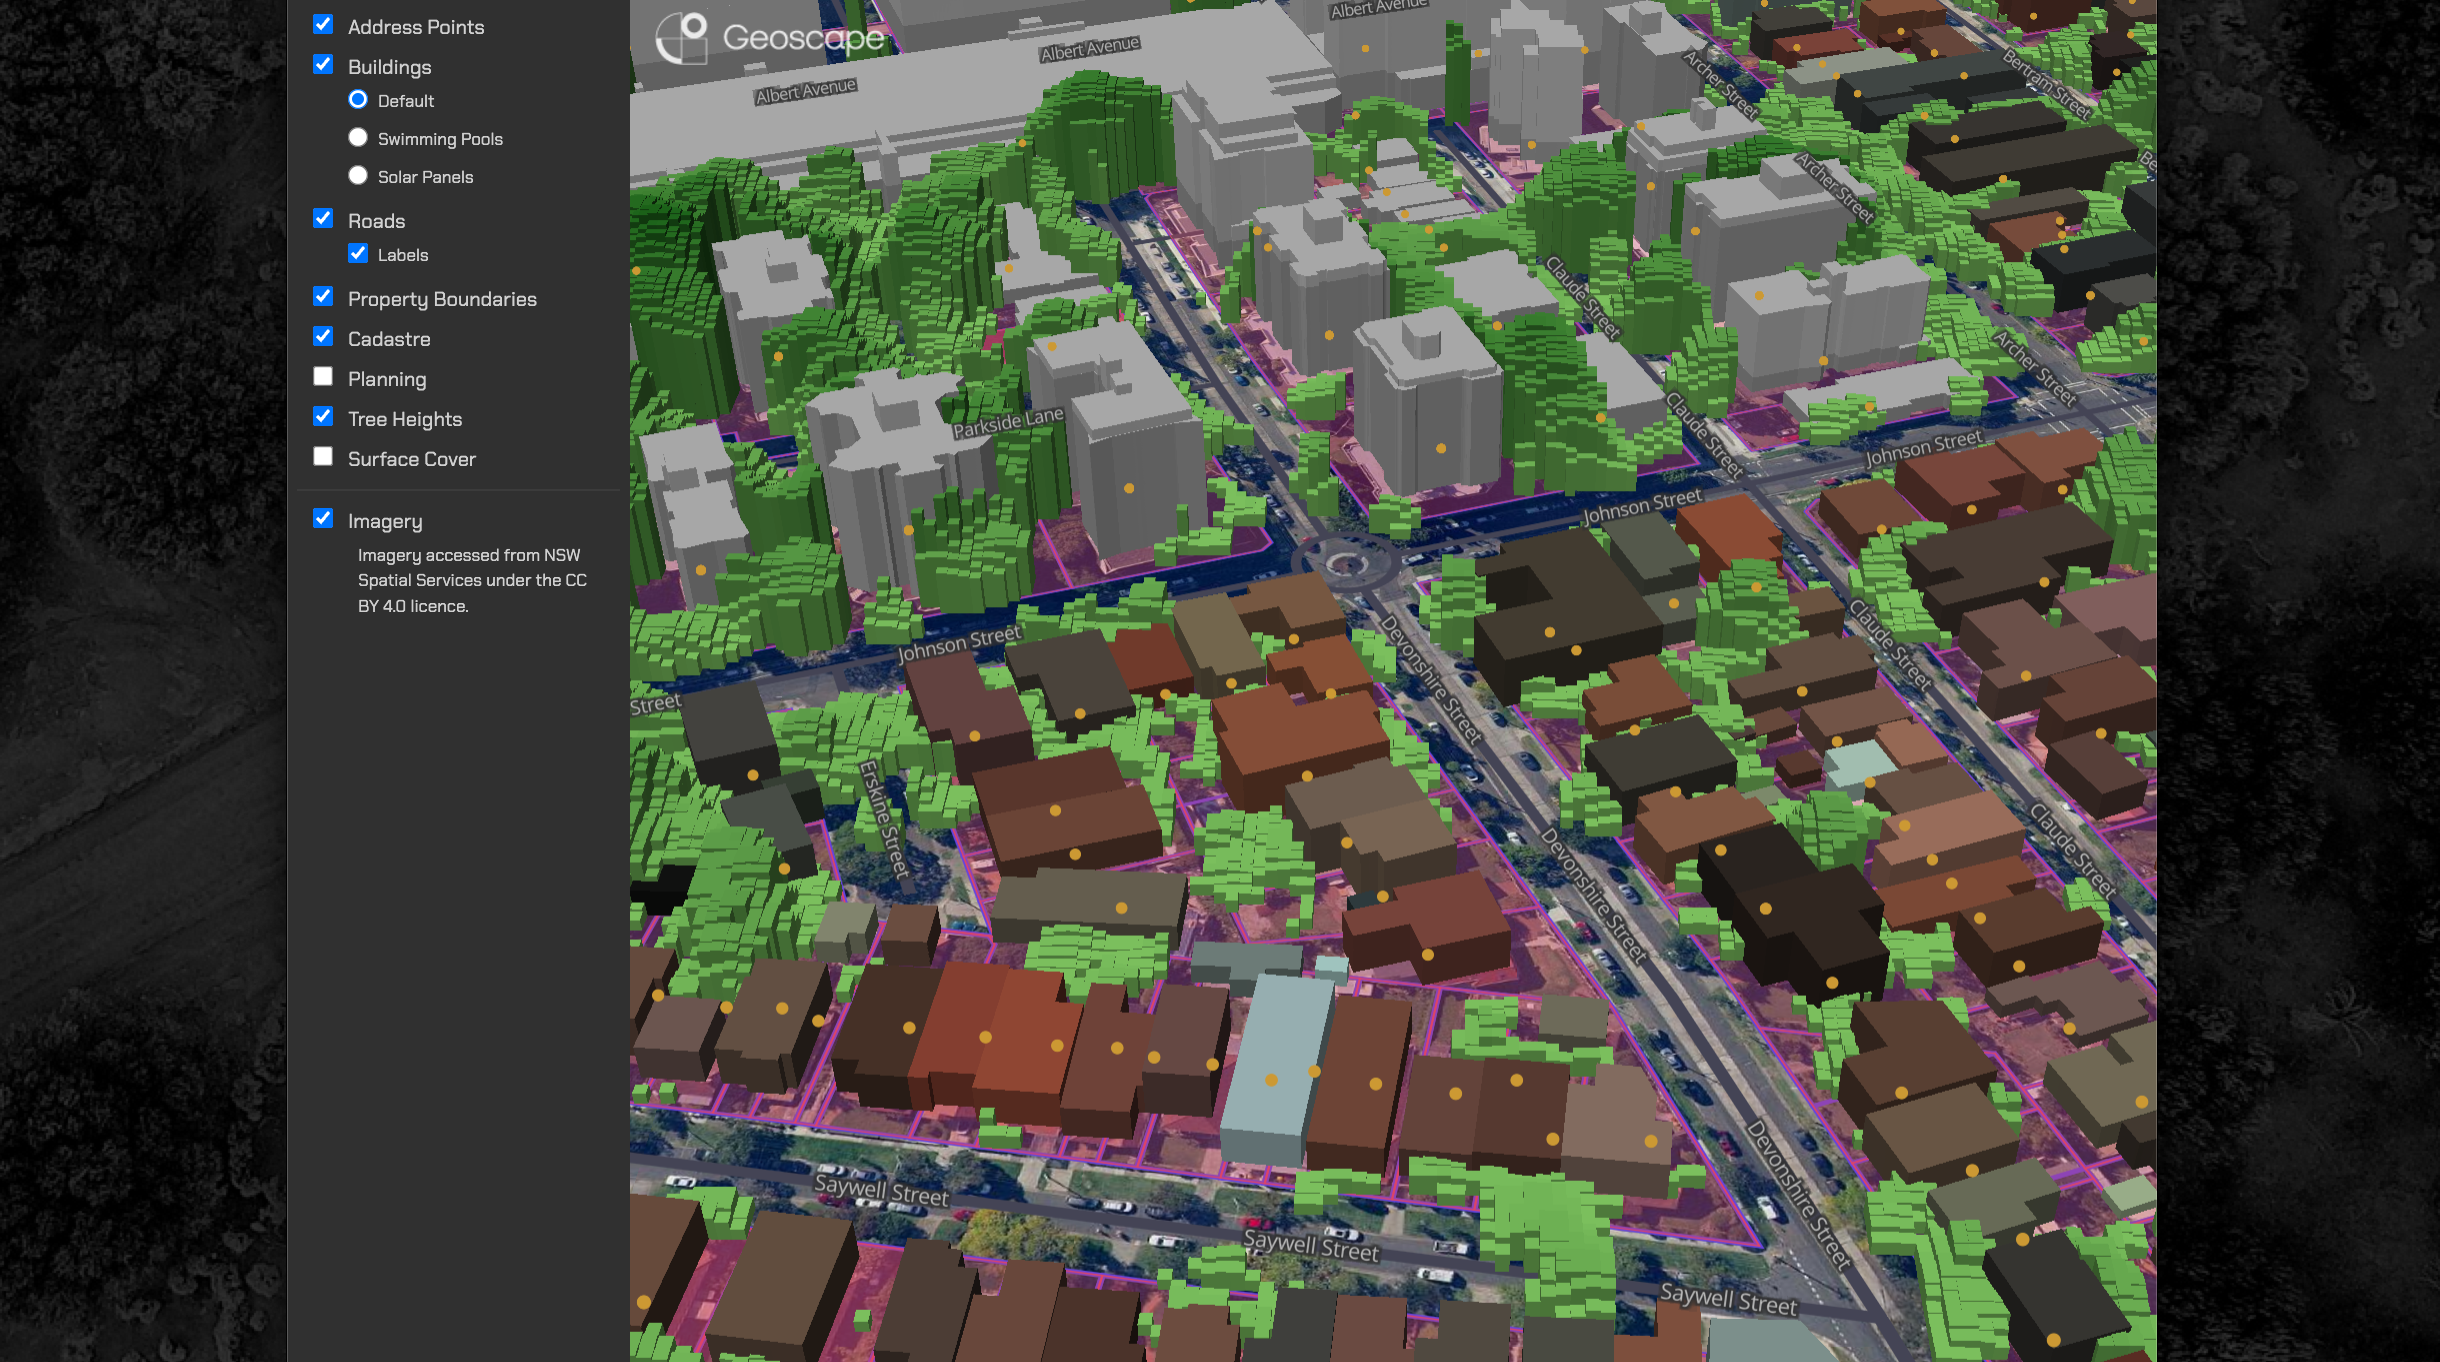 Address Points
Buildings
Default
Swimming Pools
Solar Panels
Roads
Labels
Property Boundaries
Cadastre
Planning
Tree Heights
Surface Cover
Imagery
Imagery accessed from NSW
Spatial Services under the CC
BY 4.0 licence.
Geoscape
Albert Avenue
Albert Avenue
Albert Avenue
Archer Street
Bertram Street
Be
Archer Street
Claude Street
Archer Street
Parkside Lane
Claude Street
Johnson Street
Johnson Street
Johnson Street
Street
Devonshire Street
Claude Street
Erskine Street
Devonshire Street
Claude Street
Devonshire Street
Saywell Street
Saywell Street
Saywell Street